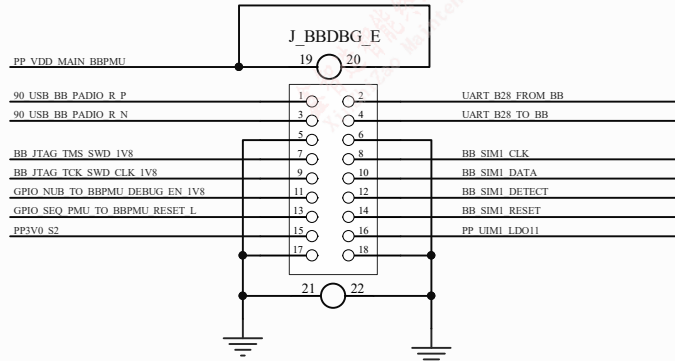 J_BBDBG_E
19 20
PP_VDD_MAIN_BBPMU
90_USB_BB_PADIO_R_P 1 2 UART_B28_FROM_BB
90_USB_BB_PADIO_R_N 3 4 UART_B28_TO_BB
5 6
BB_JTAG_TMS_SWD_1V8 7 8 BB_SIM1_CLK
BB_JTAG_TCK_SWD_CLK_1V8 9 10 BB_SIM1_DATA
GPIO_NUB_TO_BBPMU_DEBUG_EN_1V8 11 12 BB_SIM1_DETECT
GPIO_SEQ_PMU_TO_BBPMU_RESET_L 13 14 BB_SIM1_RESET
PP3V0_S2 15 16 PP_UIM1_LDO11
17 18
21 22